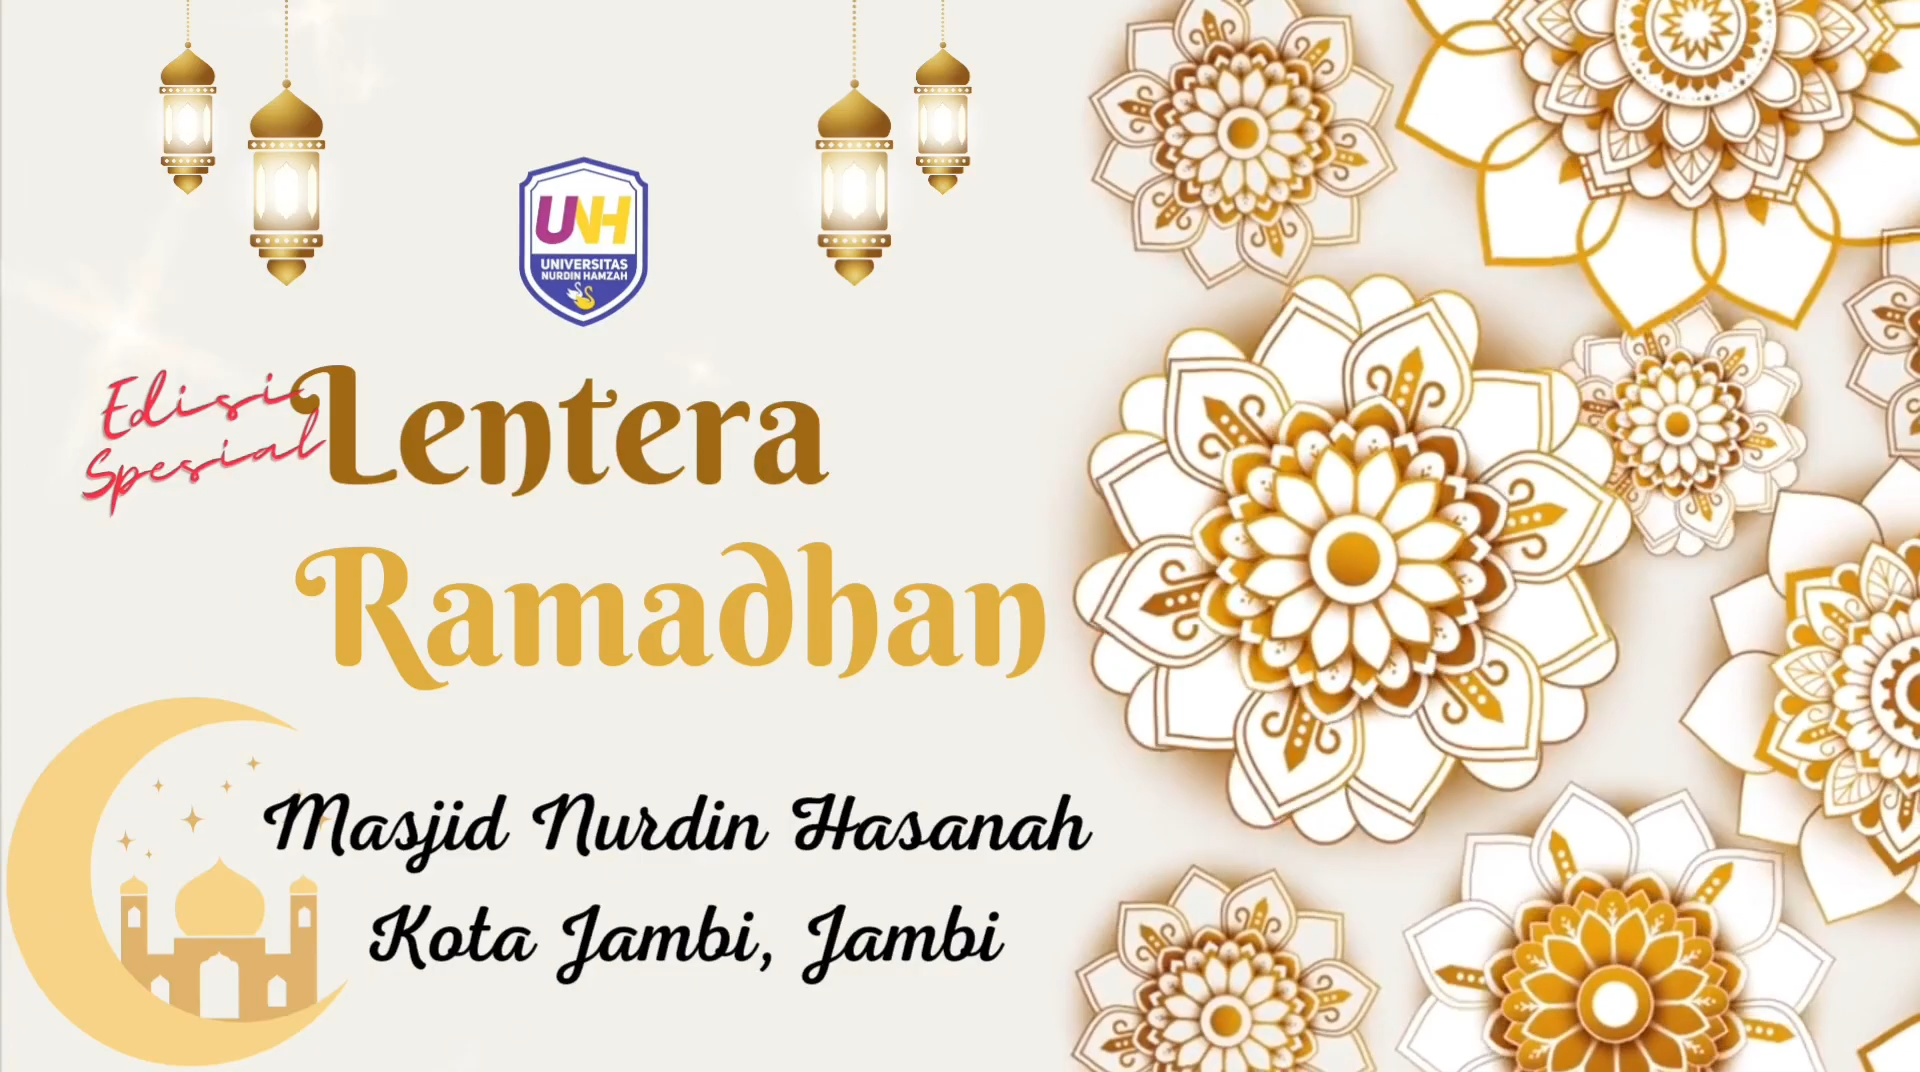 UNH
UNIVERSITAS
NURDIN HAMZAH
Edisi
Spesial
Lentera
Ramadhan
Masjid Nurdin Hasanah
Kota Jambi, Jambi